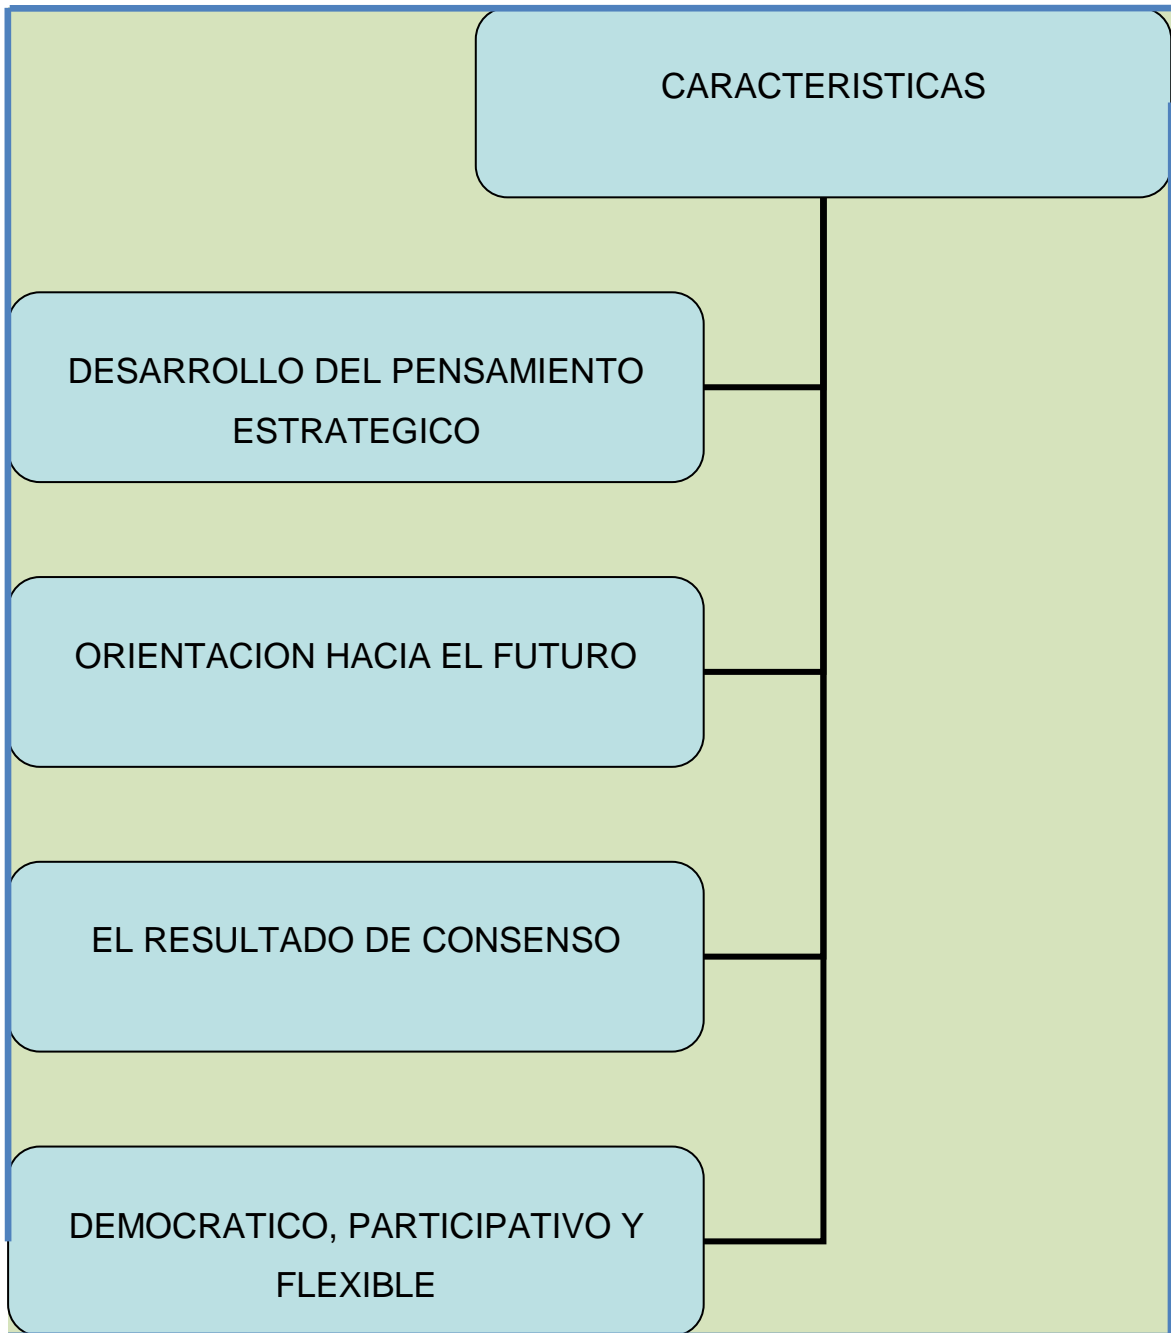 CARACTERISTICAS
DESARROLLO DEL PENSAMIENTO
ESTRATEGICO
ORIENTACION HACIA EL FUTURO
EL RESULTADO DE CONSENSO
DEMOCRATICO, PARTICIPATIVO Y
FLEXIBLE